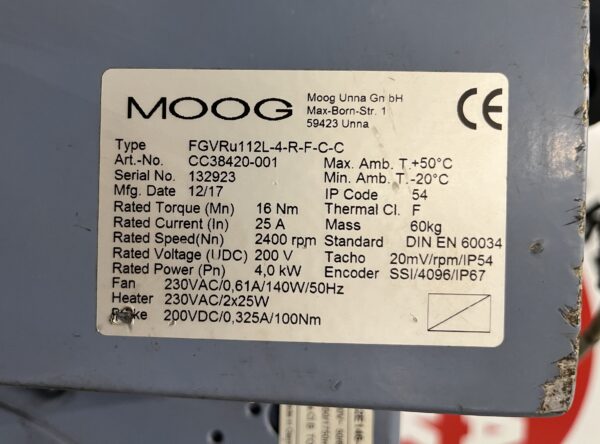 MOOG
Moog Unna GmbH
Max-Born-Str. 1
59423 Unna
CE
Type FGVRu112L-4-R-F-C-C
Art.-No. CC38420-001 Max. Amb. T. +50°C
Serial No. 132923 Min. Amb. T. -20°C
Mfg. Date 12/17 IP Code 54
Rated Torque (Mn) 16 Nm Thermal Cl. F
Rated Current (In) 25 A Mass 60kg
Rated Speed(Nn) 2400 rpm Standard DIN EN 60034
Rated Voltage (UDC) 200 V Tacho 20mV/rpm/IP54
Rated Power (Pn) 4,0 kW Encoder SSI/4096/IP67
Fan 230VAC/0,61A/140W/50Hz
Heater 230VAC/2x25W
Brake 200VDC/0,325A/100Nm